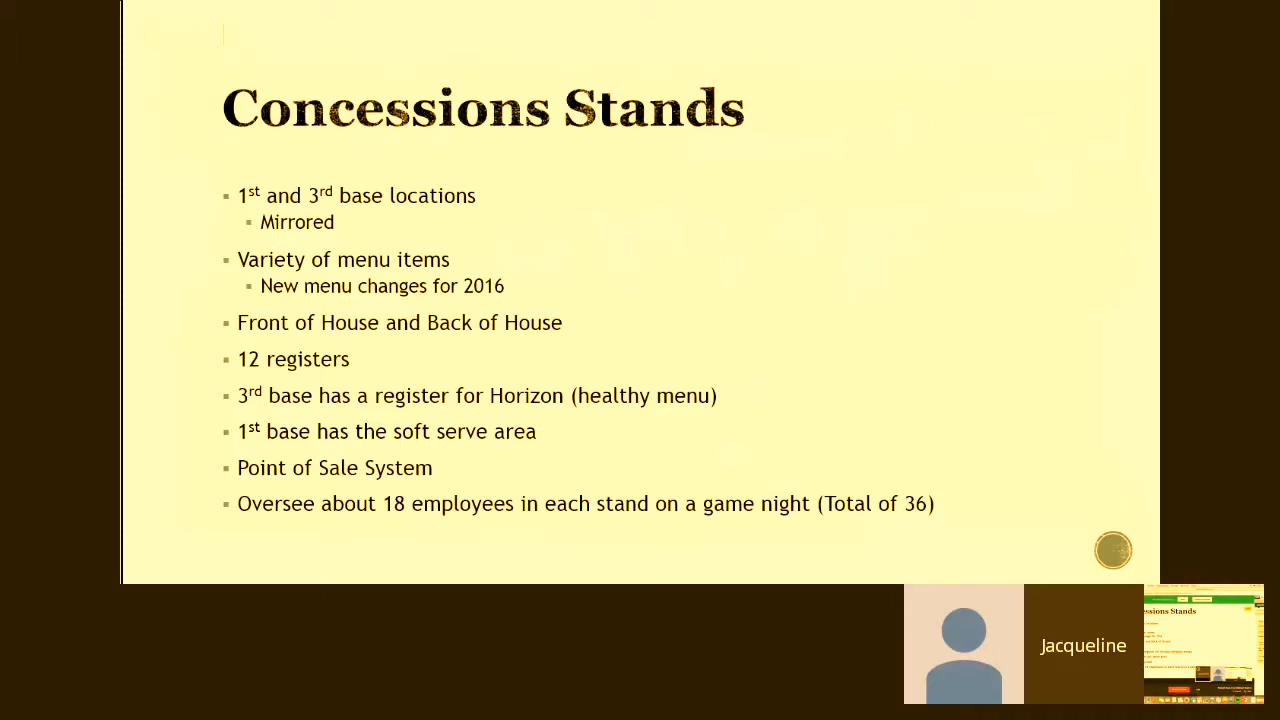 Concessions Stands
1st and 3rd base locations
Mirrored
Variety of menu items
New menu changes for 2016
Front of House and Back of House
12 registers
3rd base has a register for Horizon (healthy menu)
1st base has the soft serve area
Point of Sale System
Oversee about 18 employees in each stand on a game night (Total of 36)
Jacqueline
essions Stands